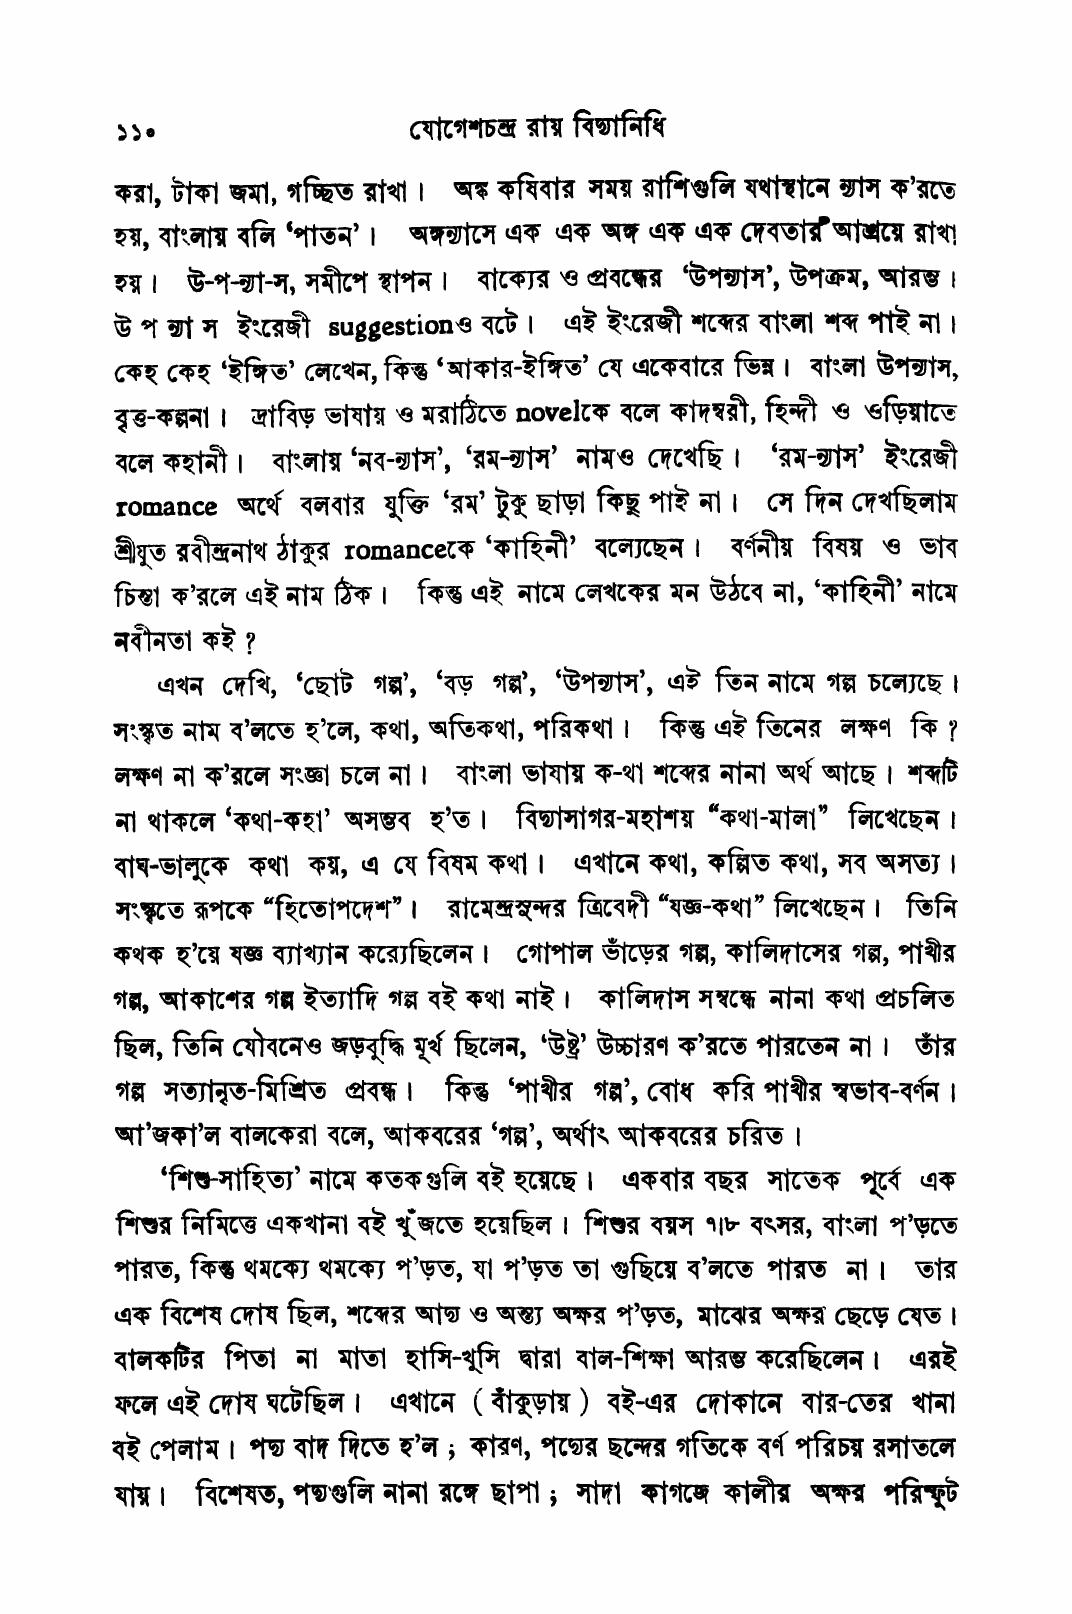 ১১০ যোগেশচন্দ্র রায় বিদ্যানিধি
করা, টাকা জমা, গচ্ছিত রাখা। অঙ্ক কষিবার সময় রাশিগুলি যথাস্থানে ন্যাস ক’রতে
হয়, বাংলায় বলি ‘পাতন’। অঙ্গন্যাসে এক এক অঙ্গ এক এক দেবতার আশ্রয়ে রাখা
হয়। উ-প-ন্যা-স, সমীপে স্থাপন। বাক্যের ও প্রবন্ধের ‘উপন্যাস’, উপক্রম, আরম্ভ।
উ প ন্যা স ইংরেজী suggestionও বটে। এই ইংরেজী শব্দের বাংলা শব্দ পাই না।
কেহ কেহ ‘ইঙ্গিত’ লেখেন, কিন্তু ‘আকার-ইঙ্গিত’ যে একেবারে ভিন্ন। বাংলা উপন্যাস,
বৃত্ত-কল্পনা। দ্রাবিড় ভাষায় ও মরাঠিতে novelকে বলে কাদম্বরী, হিন্দী ও ওড়িয়াতে
বলে কহানী। বাংলায় ‘নব-ন্যাস’, ‘রম-ন্যাস’ নামও দেখেছি। ‘রম-ন্যাস’ ইংরেজী
romance অর্থে বলবার যুক্তি ‘রম’ টুকু ছাড়া কিছু পাই না। সে দিন দেখছিলাম
শ্রীযুত রবীন্দ্রনাথ ঠাকুর romanceকে ‘কাহিনী’ বল্যেছেন। বর্ণনীয় বিষয় ও ভাব
চিন্তা ক’রলে এই নাম ঠিক। কিন্তু এই নামে লেখকের মন উঠবে না, ‘কাহিনী’ নামে
নবীনতা কই?
এখন দেখি, ‘ছোট গল্প’, ‘বড় গল্প’, ‘উপন্যাস’, এই তিন নামে গল্প চল্যেছে।
সংস্কৃত নাম ব’লতে হ’লে, কথা, অতিকথা, পরিকথা। কিন্তু এই তিনের লক্ষণ কি?
লক্ষণ না ক’রলে সংজ্ঞা চলে না। বাংলা ভাষায় ক-থা শব্দের নানা অর্থ আছে। শব্দটি
না থাকলে ‘কথা-কহা’ অসম্ভব হ’ত। বিদ্যাসাগর-মহাশয় “কথা-মালা” লিখেছেন।
বাঘ-ভালুকে কথা কয়, এ যে বিষম কথা। এখানে কথা, কল্পিত কথা, সব অসত্য।
সংস্কৃতে রূপকে “হিতোপদেশ”। রামেন্দ্রসুন্দর ত্রিবেদী “যজ্ঞ-কথা” লিখেছেন। তিনি
কথক হ’য়ে যজ্ঞ ব্যাখ্যান কর‍্যেছিলেন। গোপাল ভাঁড়ের গল্প, কালিদাসের গল্প, পাখীর
গল্প, আকাশের গল্প ইত্যাদি গল্প বই কথা নাই। কালিদাস সম্বন্ধে নানা কথা প্রচলিত
ছিল, তিনি যৌবনেও জড়বুদ্ধি মূর্খ ছিলেন, ‘উষ্ট্র’ উচ্চারণ ক’রতে পারতেন না। তাঁর
গল্প সত্যানৃত-মিশ্রিত প্রবন্ধ। কিন্তু ‘পাখীর গল্প’, বোধ করি পাখীর স্বভাব-বর্ণন।
আ’জকা’ল বালকেরা বলে, আকবরের ‘গল্প’, অর্থাৎ আকবরের চরিত।
‘শিশু-সাহিত্য’ নামে কতকগুলি বই হয়েছে। একবার বছর সাতেক পূর্বে এক
শিশুর নিমিত্তে একখানা বই খুঁজতে হয়েছিল। শিশুর বয়স ৭।৮ বৎসর, বাংলা প’ড়তে
পারত, কিন্তু থমক্যে থমক্যে প’ড়ত, যা প’ড়ত তা গুছিয়ে ব’লতে পারত না। তার
এক বিশেষ দোষ ছিল, শব্দের আদ্য ও অন্ত্য অক্ষর প’ড়ত, মাঝের অক্ষর ছেড়ে যেত।
বালকটির পিতা না মাতা হাসি-খুসি দ্বারা বাল-শিক্ষা আরম্ভ করেছিলেন। এরই
ফলে এই দোষ ঘটেছিল। এখানে ( বাঁকুড়ায় ) বই-এর দোকানে বার-তের খানা
বই পেলাম। পদ্য বাদ দিতে হ’ল; কারণ, পদ্যের ছন্দের গতিকে বর্ণ পরিচয় রসাতলে
যায়। বিশেষত, পদ্যগুলি নানা রঙ্গে ছাপা; সাদা কাগজে কালীর অক্ষর পরিস্ফুট